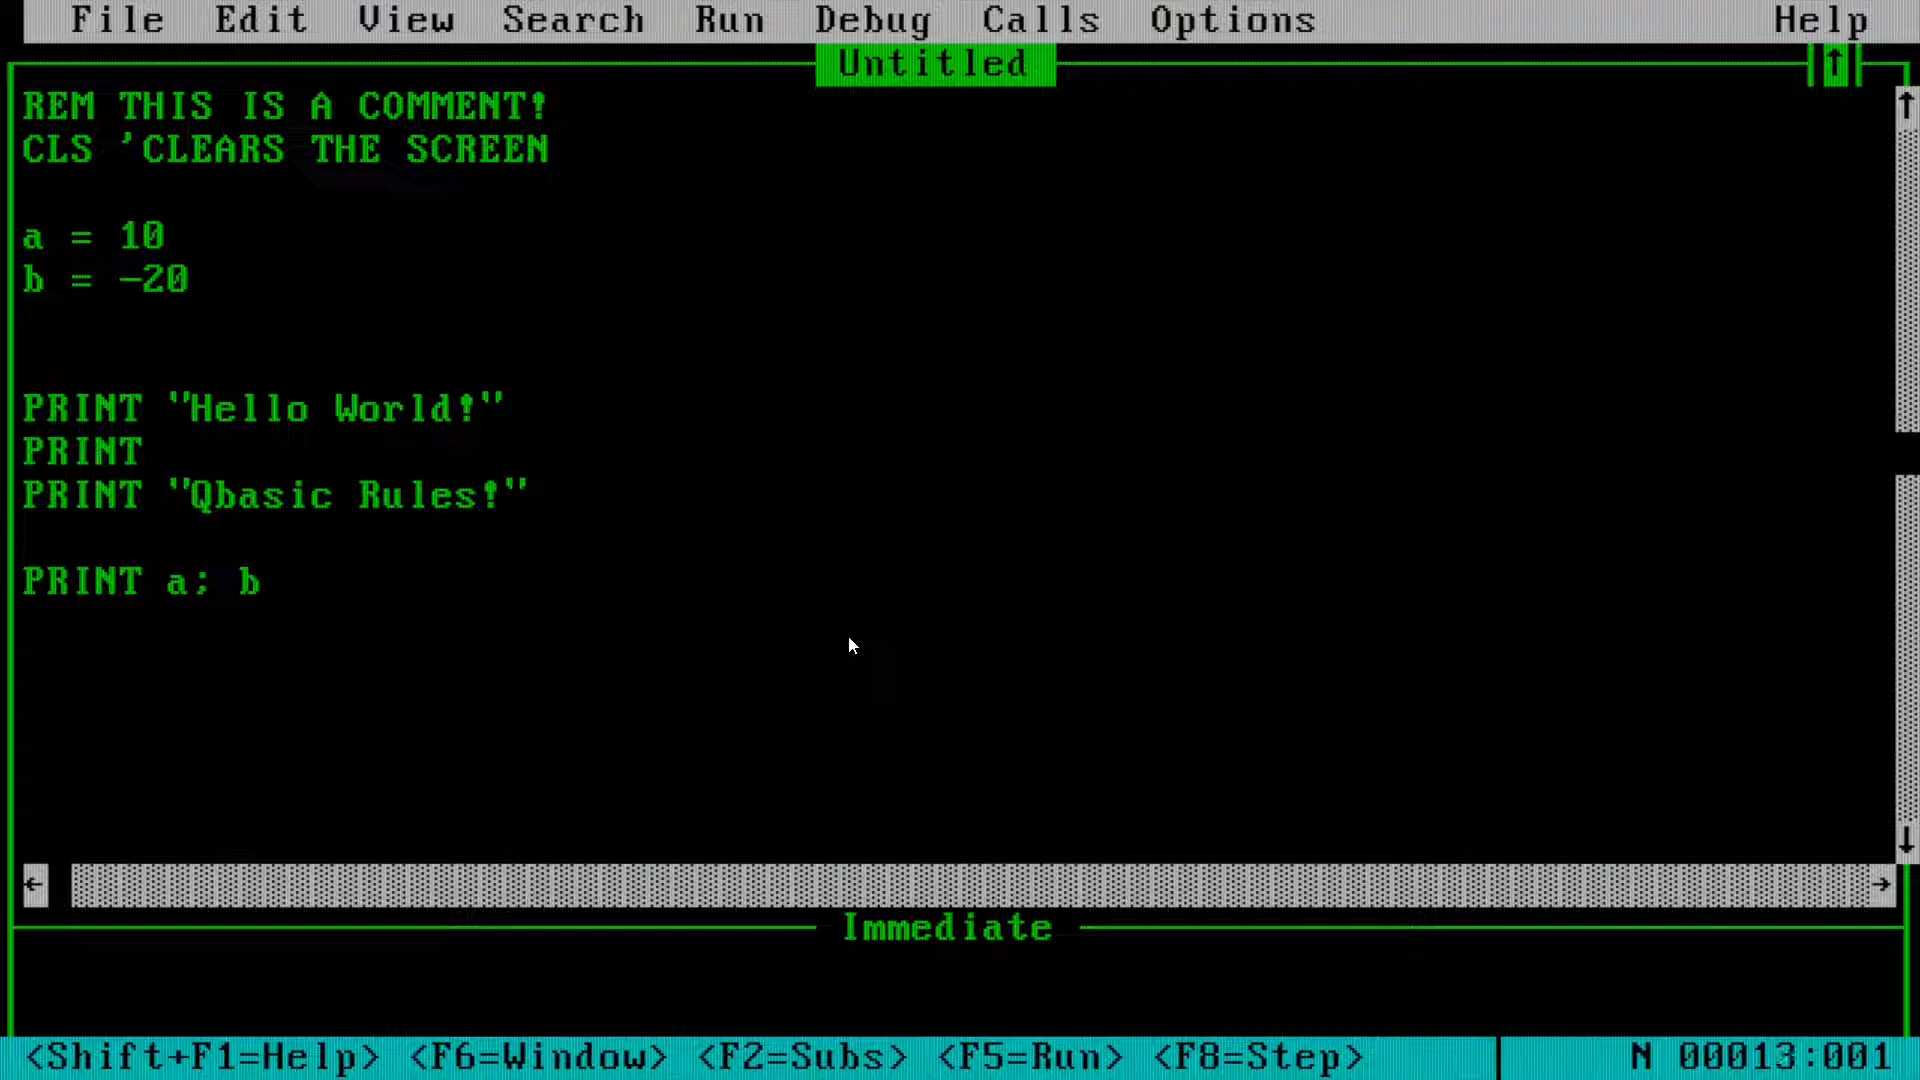 File Edit View Search Run Debug Calls Options Help
Untitled
REM THIS IS A COMMENT!
CLS 'CLEARS THE SCREEN
a = 10
b = -20
PRINT "Hello World!"
PRINT
PRINT "Qbasic Rules!"
PRINT a; b
Immediate
<Shift+F1=Help> <F6=Window> <F2=Subs> <F5=Run> <F8=Step> N 00013:001